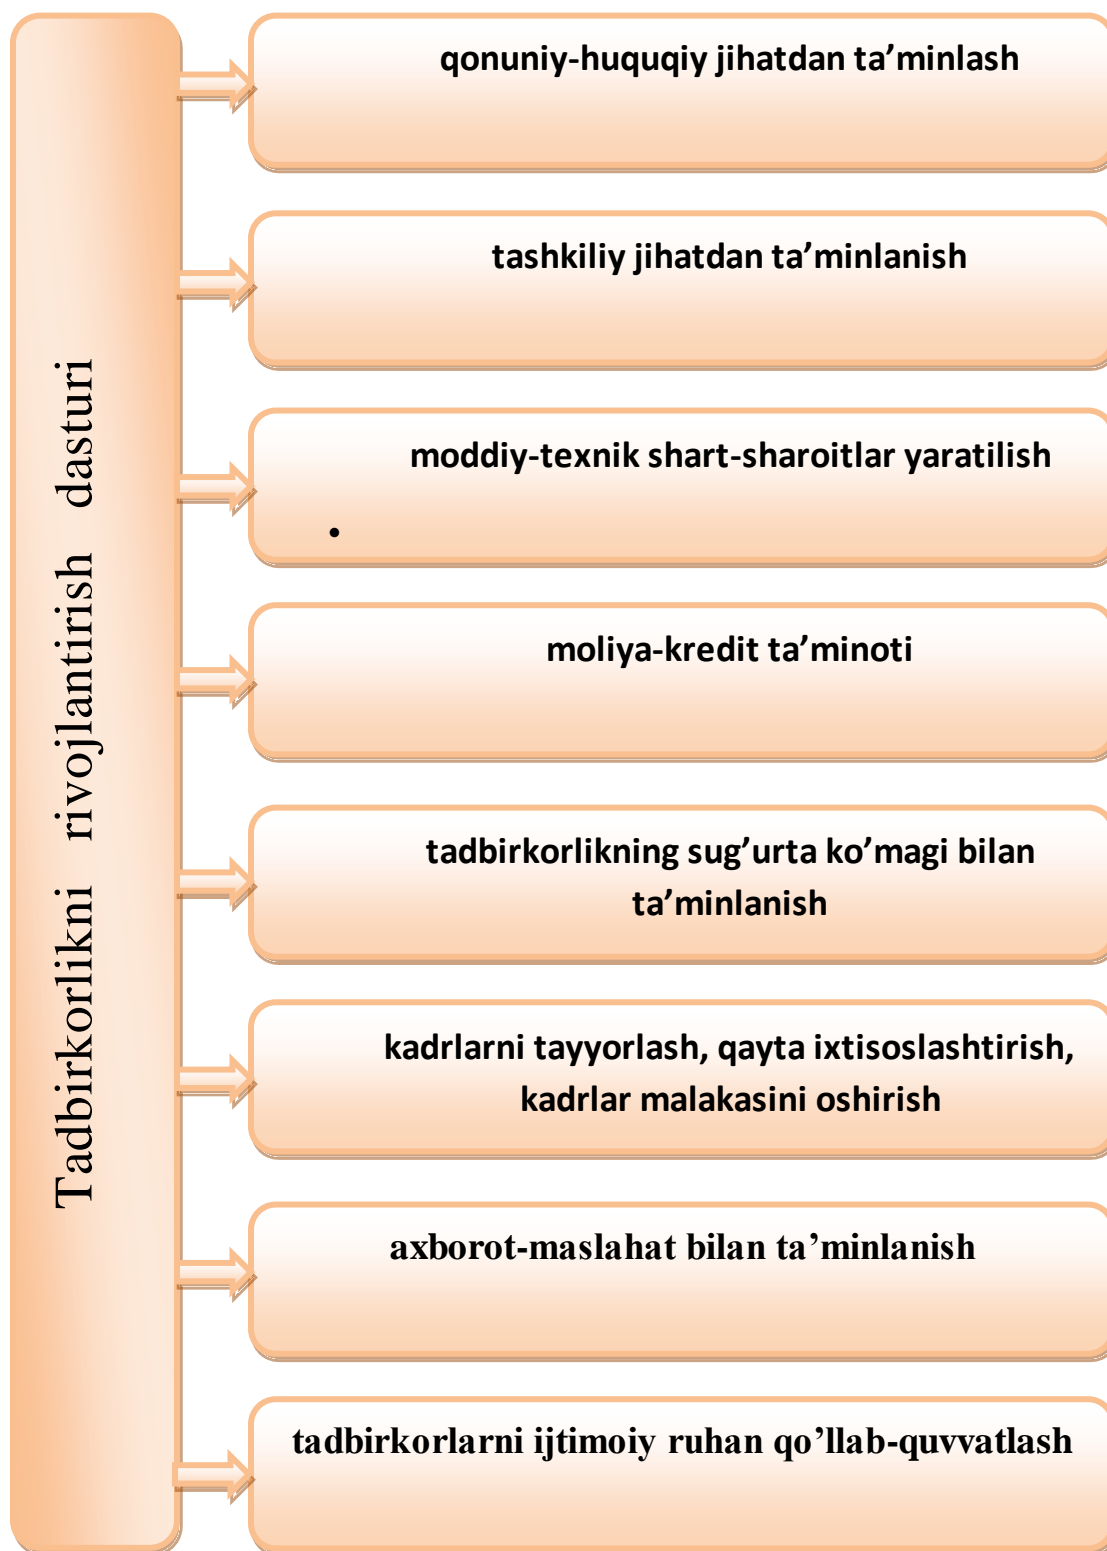 Tadbirkorlikni rivojlantirish dasturi
qonuniy-huquqiy jihatdan ta’minlash
tashkiliy jihatdan ta’minlanish
moddiy-texnik shart-sharoitlar yaratilish
•
moliya-kredit ta’minoti
tadbirkorlikning sug’urta ko’magi bilan
ta’minlanish
kadrlarni tayyorlash, qayta ixtisoslashtirish,
kadrlar malakasini oshirish
axborot-maslahat bilan ta’minlanish
tadbirkorlarni ijtimoiy ruhan qo’llab-quvvatlash